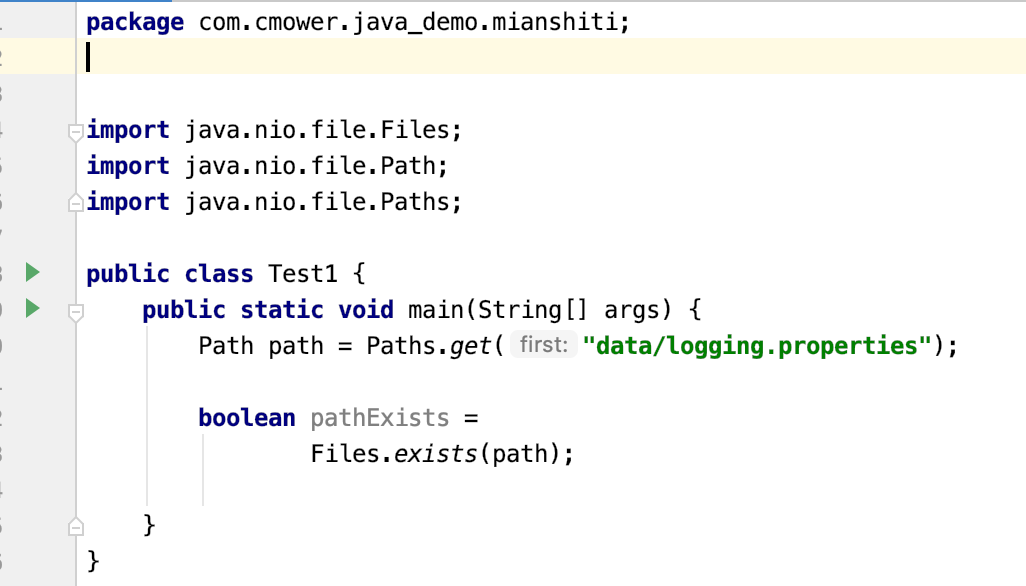 package com.cmower.java_demo.mianshiti;
import java.nio.file.Files;
import java.nio.file.Path;
import java.nio.file.Paths;
public class Test1 {
public static void main(String[] args) {
Path path = Paths.get( first: "data/logging.properties");
boolean pathExists =
Files.exists(path);
}
}